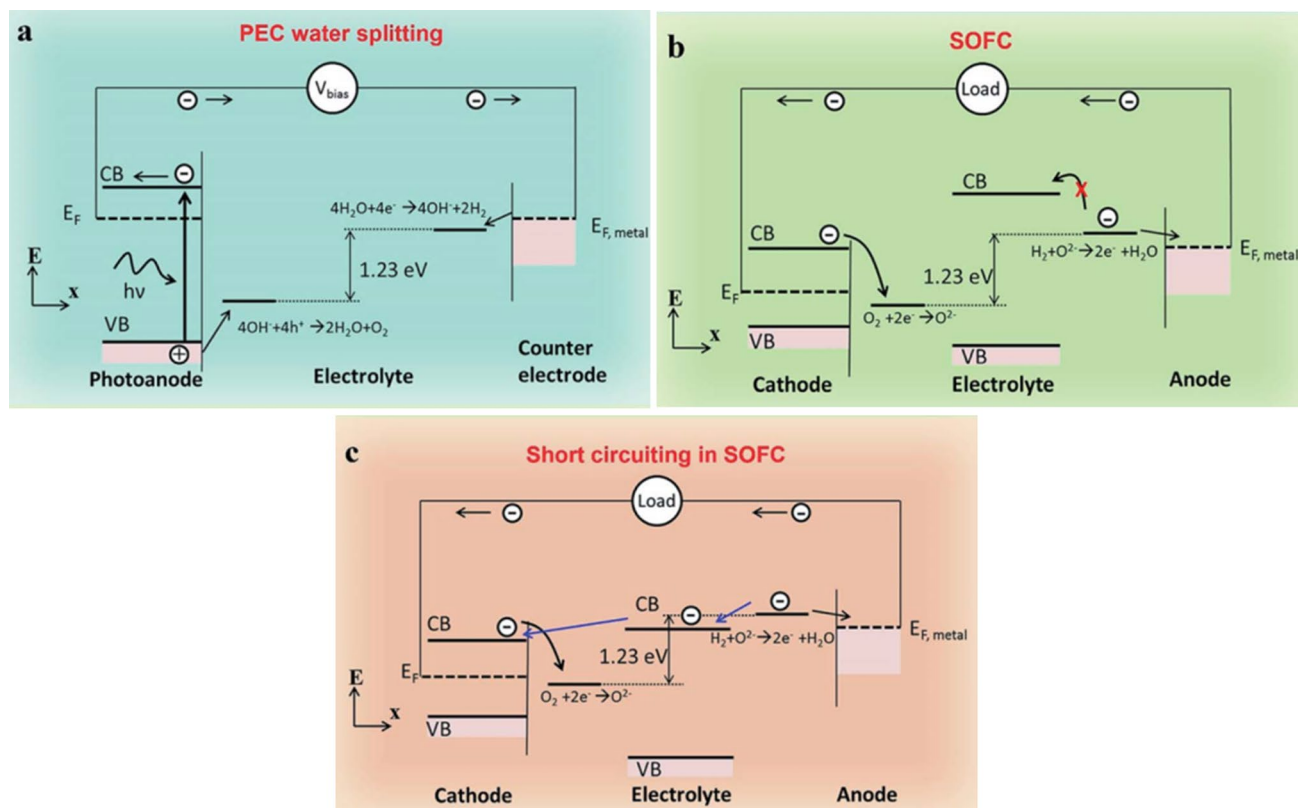 a
PEC water splitting
V_bias
CB
E_F
4H₂O+4e⁻ →4OH⁻+2H₂
E_F, metal
1.23 eV
E
x
hν
VB
4OH⁻+4h⁺ →2H₂O+O₂
Photoanode
Electrolyte
Counter
electrode
b
SOFC
Load
CB
X
CB
H₂+O²⁻→2e⁻ +H₂O
E_F, metal
1.23 eV
E_F
E
x
O₂ +2e⁻→O²⁻
VB
VB
Cathode
Electrolyte
Anode
c
Short circuiting in SOFC
Load
CB
CB
E_F, metal
H₂+O²⁻→2e⁻ +H₂O
1.23 eV
E_F
E
x
O₂ +2e⁻→O²⁻
VB
VB
Cathode
Electrolyte
Anode